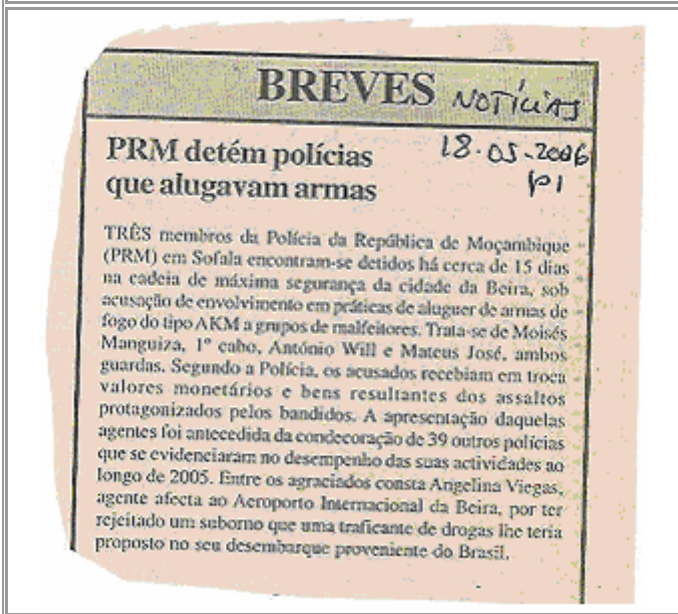 BREVES NOTÍCIAS
PRM detém polícias 18-05-2006
que alugavam armas p1
TRÊS membros da Polícia da República de Moçambique
(PRM) em Sofala encontram-se detidos há cerca de 15 dias
na cadeia de máxima segurança da cidade da Beira, sob
acusação de envolvimento em práticas de aluguer de armas de
fogo do tipo AKM a grupos de malfeitores. Trata-se de Moisés
Manguiza, 1º cabo, António Will e Mateus José, ambos
guardas. Segundo a Polícia, os acusados recebiam em troca
valores monetários e bens resultantes dos assaltos
protagonizados pelos bandidos. A apresentação daquelas
agentes foi antecedida da condecoração de 39 outros polícias
que se evidenciaram no desempenho das suas actividades ao
longo de 2005. Entre os agraciados consta Angelina Viegas,
agente afecta ao Aeroporto Internacional da Beira, por ter
rejeitado um suborno que uma traficante de drogas lhe teria
proposto no seu desembarque proveniente do Brasil.